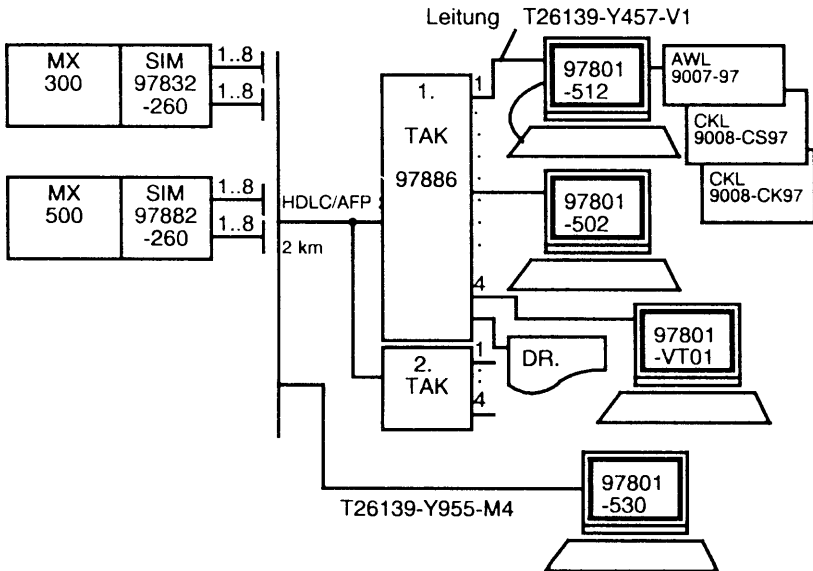 Leitung T26139-Y457-V1
MX
300
SIM
97832
-260
1..8
1..8
MX
500
SIM
97882
-260
1..8
1..8
HDLC/AFP
2 km
1.
TAK
97886
1
4
2.
TAK
1
4
97801
-512
AWL
9007-97
CKL
9008-CS97
CKL
9008-CK97
97801
-502
97801
-VT01
DR.
97801
-530
T26139-Y955-M4